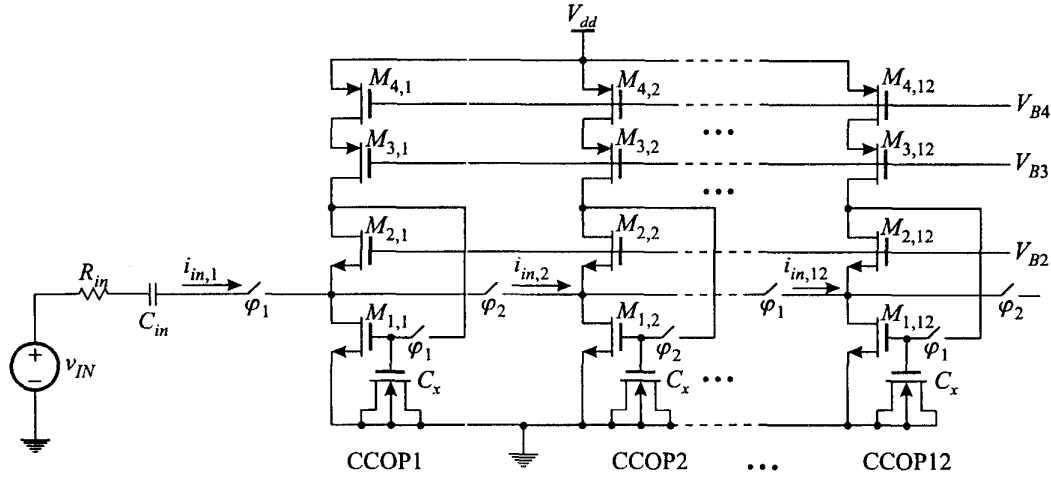 V_dd
M_4,1 M_4,2 M_4,12 V_B4
M_3,1 ••• M_3,2 ••• M_3,12 V_B3
M_2,1 M_2,2 M_2,12 V_B2
R_in C_in i_in,1 φ_1 φ_2 i_in,2 φ_1 i_in,12 φ_2
v_IN + −
M_1,1 φ_1 M_1,2 φ_2 M_1,12 φ_1
C_x C_x ••• C_x
CCOP1 CCOP2 ••• CCOP12